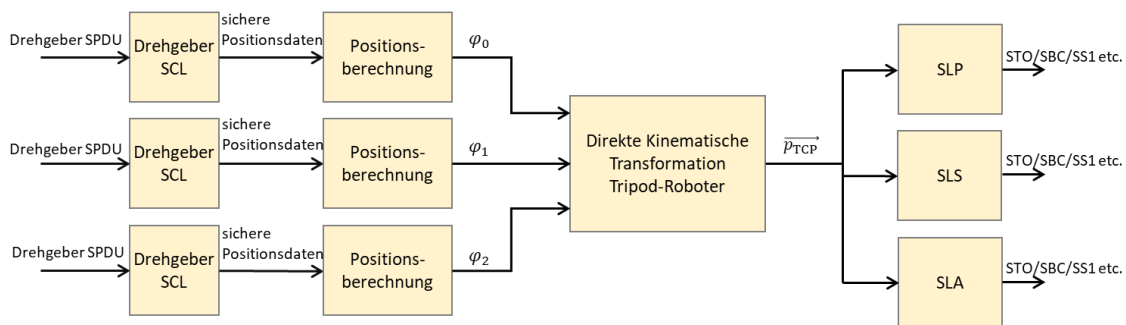 Drehgeber SPDU
Drehgeber
SCL
sichere
Positionsdaten
Positions-
berechnung
φ0
Drehgeber SPDU
Drehgeber
SCL
sichere
Positionsdaten
Positions-
berechnung
φ1
Drehgeber SPDU
Drehgeber
SCL
sichere
Positionsdaten
Positions-
berechnung
φ2
Direkte Kinematische
Transformation
Tripod-Roboter
pTCP
SLP
STO/SBC/SS1 etc.
SLS
STO/SBC/SS1 etc.
SLA
STO/SBC/SS1 etc.